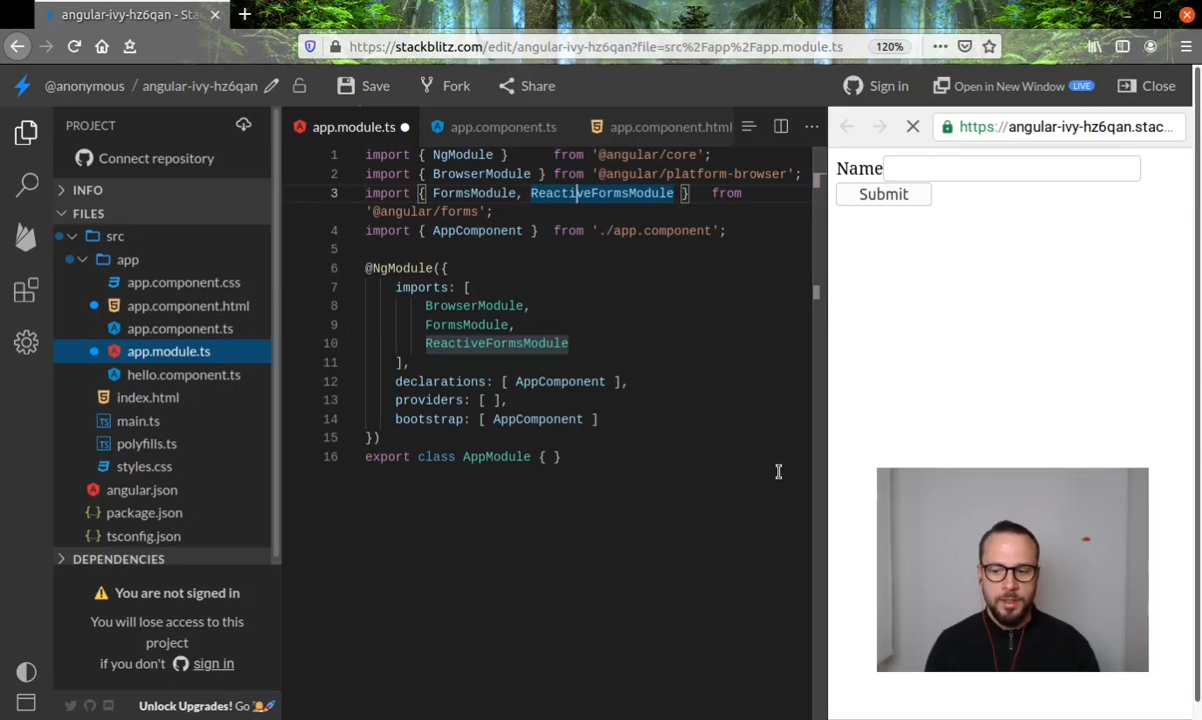 angular-ivy-hz6qan - Sta
https://stackblitz.com/edit/angular-ivy-hz6qan?file=src%2Fapp%2Fapp.module.ts
120%
@anonymous / angular-ivy-hz6qan
Save
Fork
Share
Sign in
Open in New Window LIVE
Close
PROJECT
Connect repository
INFO
FILES
src
app
app.component.css
app.component.html
app.component.ts
app.module.ts
hello.component.ts
index.html
main.ts
polyfills.ts
styles.css
angular.json
package.json
tsconfig.json
DEPENDENCIES
You are not signed in
You will lose access to this
project
if you don't sign in
Unlock Upgrades! Go
app.module.ts
app.component.ts
app.component.html
1 import { NgModule } from '@angular/core';
2 import { BrowserModule } from '@angular/platform-browser';
3 import { FormsModule, ReactiveFormsModule } from
'@angular/forms';
4 import { AppComponent } from './app.component';
5
6 @NgModule({
7 imports: [
8 BrowserModule,
9 FormsModule,
10 ReactiveFormsModule
11 ],
12 declarations: [ AppComponent ],
13 providers: [ ],
14 bootstrap: [ AppComponent ]
15 })
16 export class AppModule { }
https://angular-ivy-hz6qan.stac...
Name
Submit